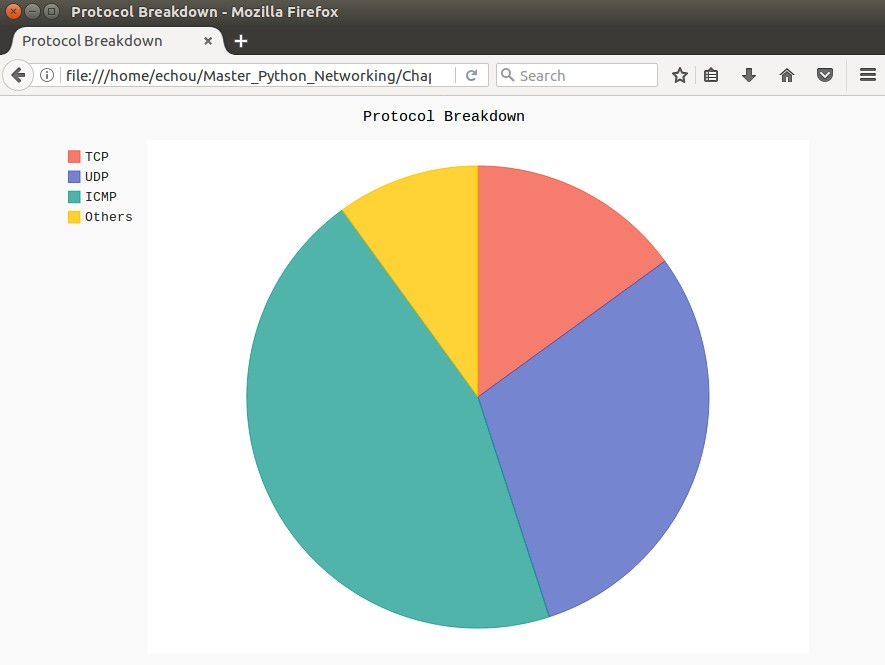 Protocol Breakdown - Mozilla Firefox
Protocol Breakdown
file:///home/echou/Master_Python_Networking/Chap
Search
Protocol Breakdown
TCP
UDP
ICMP
Others